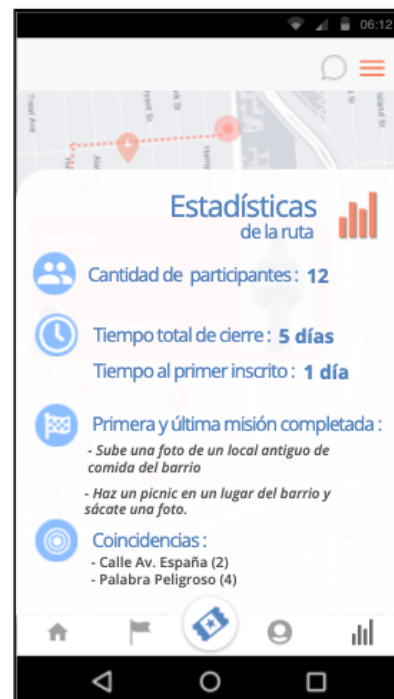 06:12
Estadísticas
de la ruta
Cantidad de participantes: 12
Tiempo total de cierre: 5 días
Tiempo al primer inscrito: 1 día
Primera y última misión completada:
- Sube una foto de un local antiguo de
comida del barrio
- Haz un picnic en un lugar del barrio y
sácate una foto.
Coincidencias:
- Calle Av. España (2)
- Palabra Peligroso (4)